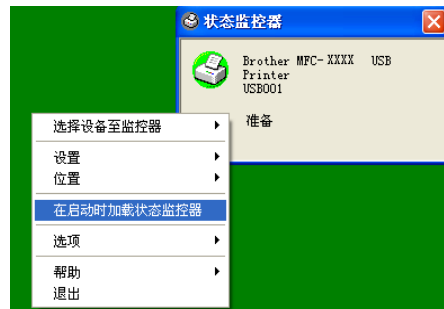 状态监控器
Brother MFC-XXXX USB
Printer
USB001
准备
选择设备至监控器
设置
位置
在启动时加载状态监控器
选项
帮助
退出